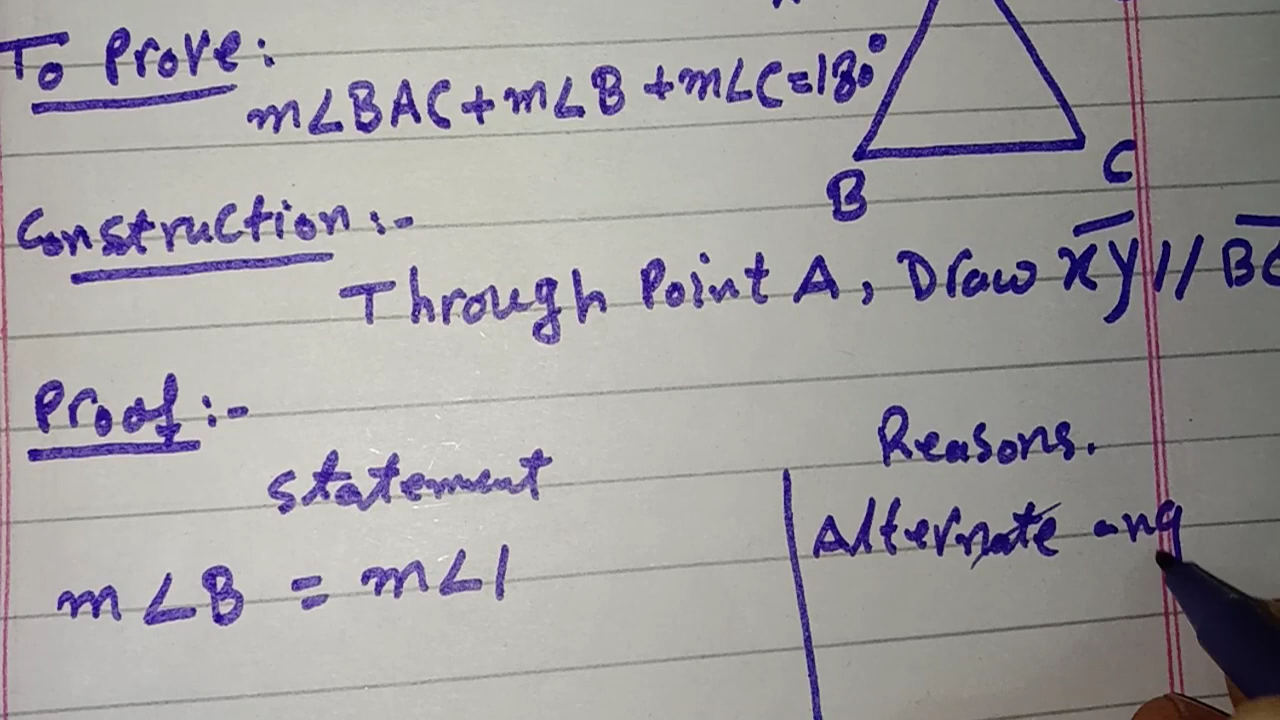 To Prove:
m∠BAC+m∠B+m∠C=180°
B
C
Construction:-
Through Point A, Draw XY // BC
Proof:-
Statement
Reasons.
m∠B = m∠1
Alternate ang